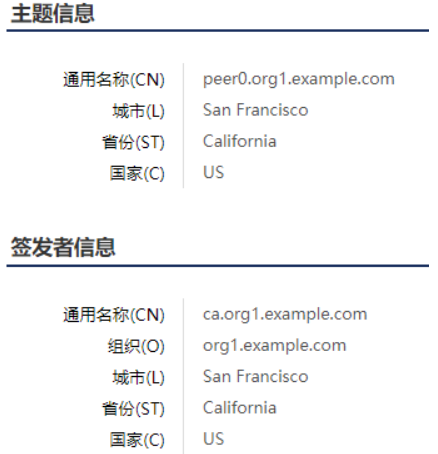 主题信息
通用名称(CN) peer0.org1.example.com
城市(L) San Francisco
省份(ST) California
国家(C) US
签发者信息
通用名称(CN) ca.org1.example.com
组织(O) org1.example.com
城市(L) San Francisco
省份(ST) California
国家(C) US